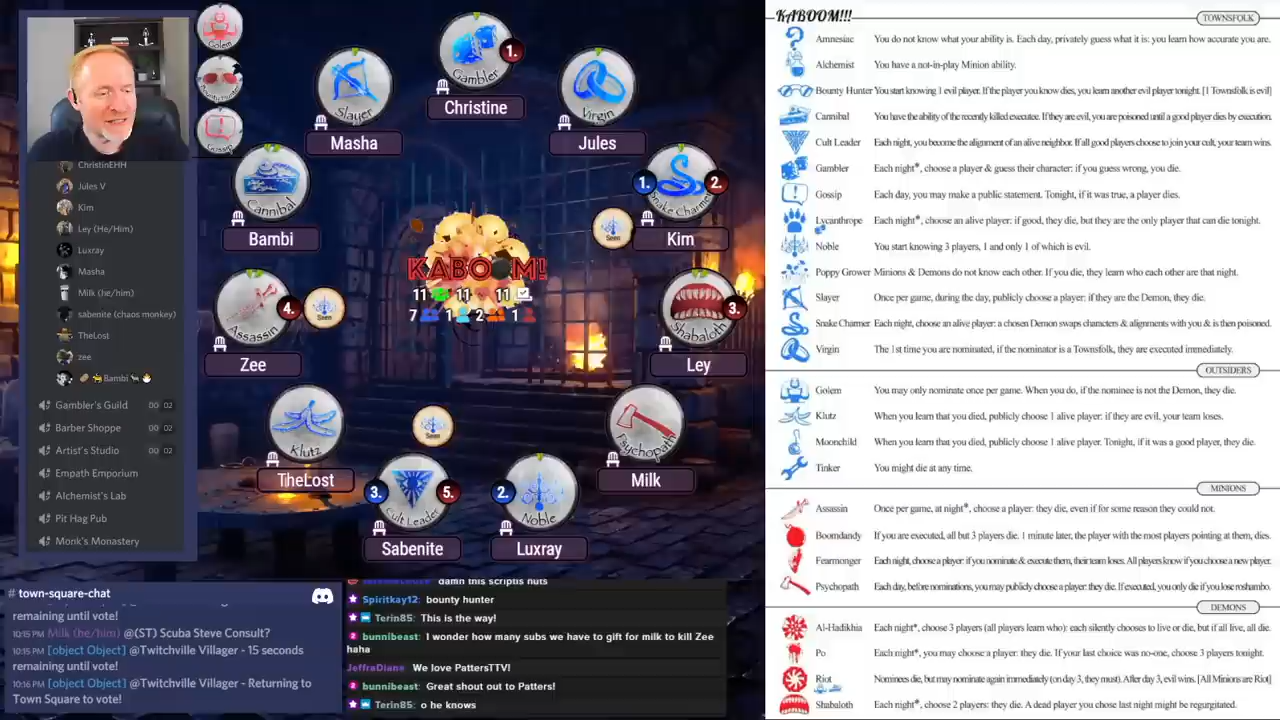 Golem
Gossip
ChristinEHH
Jules V
Kim
Ley (He/Him)
Luxray
Masha
Milk (he/him)
sabenite (chaos monkey)
TheLost
zee
Bambi
Gambler's Guild 00 02
Barber Shoppe 00 02
Artist's Studio 00 02
Empath Emporium
Alchemist's Lab
Pit Hag Pub
Monk's Monastery
Gambler
1.
Christine
Slayer
Masha
Virgin
Jules
Cannibal
Bambi
1.
Snake Charmer
2.
Seen
Kim
Assassin
4.
Seen
Zee
KABOOM!
11 11 11
7 1 2 1
Shabaloth
3.
Ley
Klutz
TheLost
Seen
3.
Cult Leader
5.
Sabenite
2.
Noble
Luxray
Psychopath
Milk
# town-square-chat
remaining until vote!
10:15 PM Milk (he/him) @(ST) Scuba Steve Consult?
10:15 PM [object Object] @Twitchville Villager - 15 seconds
remaining until vote!
10:16 PM [object Object] @Twitchville Villager - Returning to
Town Square to vote!
damn this scripts nuts
Spiritkay12: bounty hunter
Terin85: This is the way!
bunnibeast: I wonder how many subs we have to gift for milk to kill Zee
haha
JeffraDiane: We love PattersTTV!
bunnibeast: Great shout out to Patters!
Terin85: o he knows
KABOOM!!!
TOWNSFOLK
Amnesiac You do not know what your ability is. Each day, privately guess what it is: you learn how accurate you are.
Alchemist You have a not-in-play Minion ability.
Bounty Hunter You start knowing 1 evil player. If the player you know dies, you learn another evil player tonight. [1 Townsfolk is evil]
Cannibal You have the ability of the recently killed executee. If they are evil, you are poisoned until a good player dies by execution.
Cult Leader Each night, you become the alignment of an alive neighbor. If all good players choose to join your cult, your team wins.
Gambler Each night*, choose a player & guess their character: if you guess wrong, you die.
Gossip Each day, you may make a public statement. Tonight, if it was true, a player dies.
Lycanthrope Each night*, choose an alive player: if good, they die, but they are the only player that can die tonight.
Noble You start knowing 3 players, 1 and only 1 of which is evil.
Poppy Grower Minions & Demons do not know each other. If you die, they learn who each other are that night.
Slayer Once per game, during the day, publicly choose a player: if they are the Demon, they die.
Snake Charmer Each night, choose an alive player: a chosen Demon swaps characters & alignments with you & is then poisoned.
Virgin The 1st time you are nominated, if the nominator is a Townsfolk, they are executed immediately.
OUTSIDERS
Golem You may only nominate once per game. When you do, if the nominee is not the Demon, they die.
Klutz When you learn that you died, publicly choose 1 alive player: if they are evil, your team loses.
Moonchild When you learn that you died, publicly choose 1 alive player. Tonight, if it was a good player, they die.
Tinker You might die at any time.
MINIONS
Assassin Once per game, at night*, choose a player: they die, even if for some reason they could not.
Boomdandy If you are executed, all but 3 players die. 1 minute later, the player with the most players pointing at them, dies.
Fearmonger Each night, choose a player: if you nominate & execute them, their team loses. All players know if you choose a new player.
Psychopath Each day, before nominations, you may publicly choose a player: they die. If executed, you only die if you lose roshambo.
DEMONS
Al-Hadikhia Each night*, choose 3 players (all players learn who): each silently chooses to live or die, but if all live, all die.
Po Each night*, you may choose a player: they die. If your last choice was no-one, choose 3 players tonight.
Riot Nominees die, but may nominate again immediately (on day 3, they must). After day 3, evil wins. [All Minions are Riot]
Shabaloth Each night*, choose 2 players: they die. A dead player you chose last night might be regurgitated.